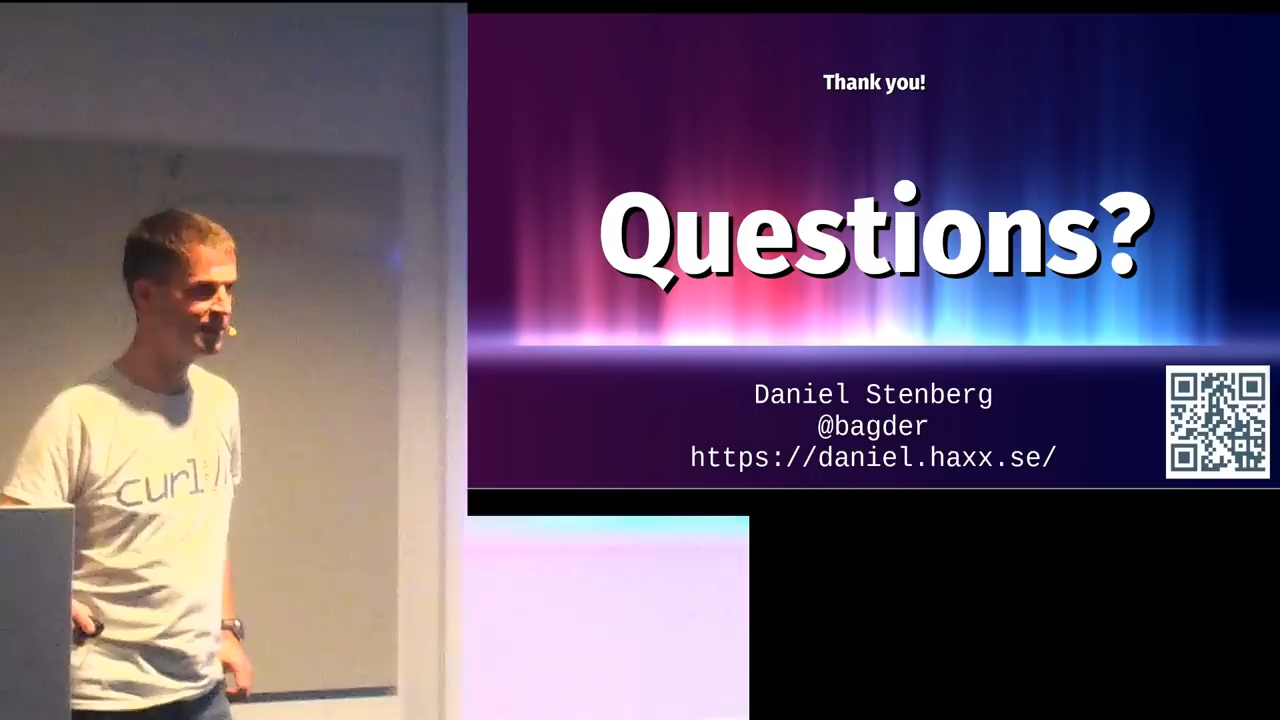 Thank you!
Questions?
Daniel Stenberg
@bagder
https://daniel.haxx.se/
curl://